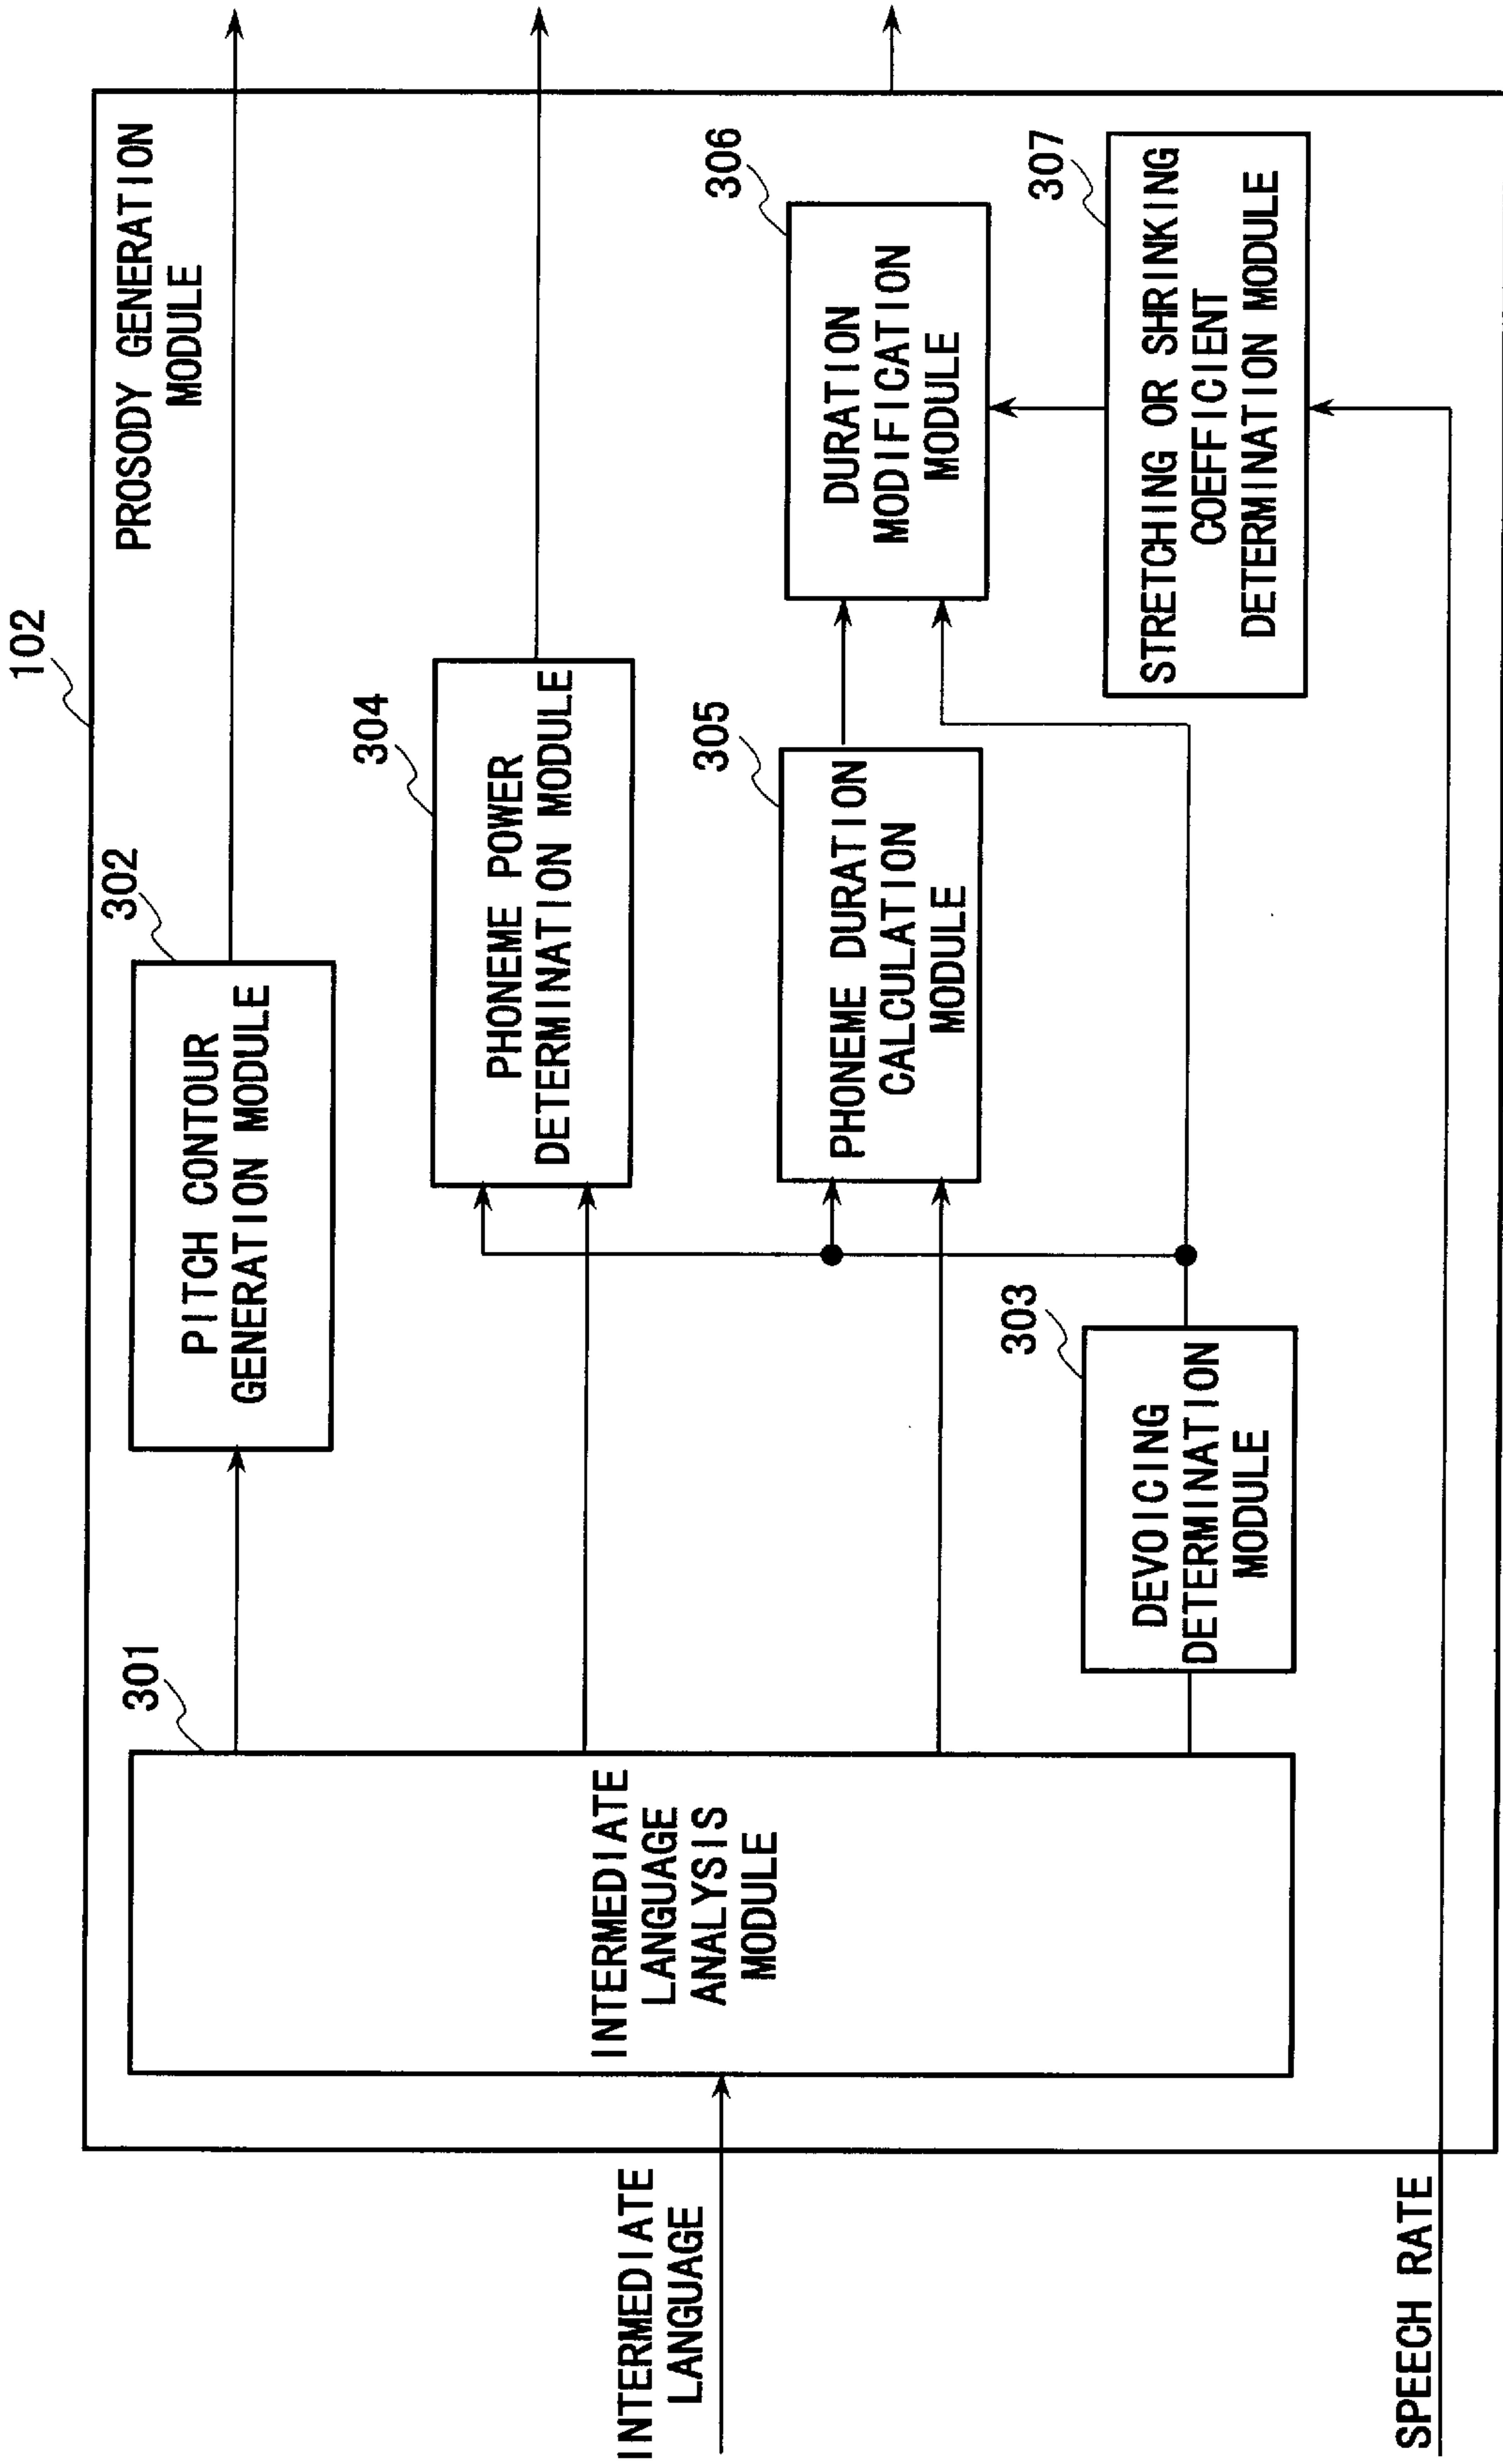 102
PROSODY GENERATION
MODULE
301
INTERMEDIATE
LANGUAGE
ANALYSIS
MODULE
302
PITCH CONTOUR
GENERATION MODULE
304
PHONEME POWER
DETERMINATION MODULE
305
PHONEME DURATION
CALCULATION
MODULE
306
DURATION
MODIFICATION
MODULE
303
DEVOICING
DETERMINATION
MODULE
307
STRETCHING OR SHRINKING
COEFFICIENT
DETERMINATION MODULE
INTERMEDIATE
LANGUAGE
SPEECH RATE